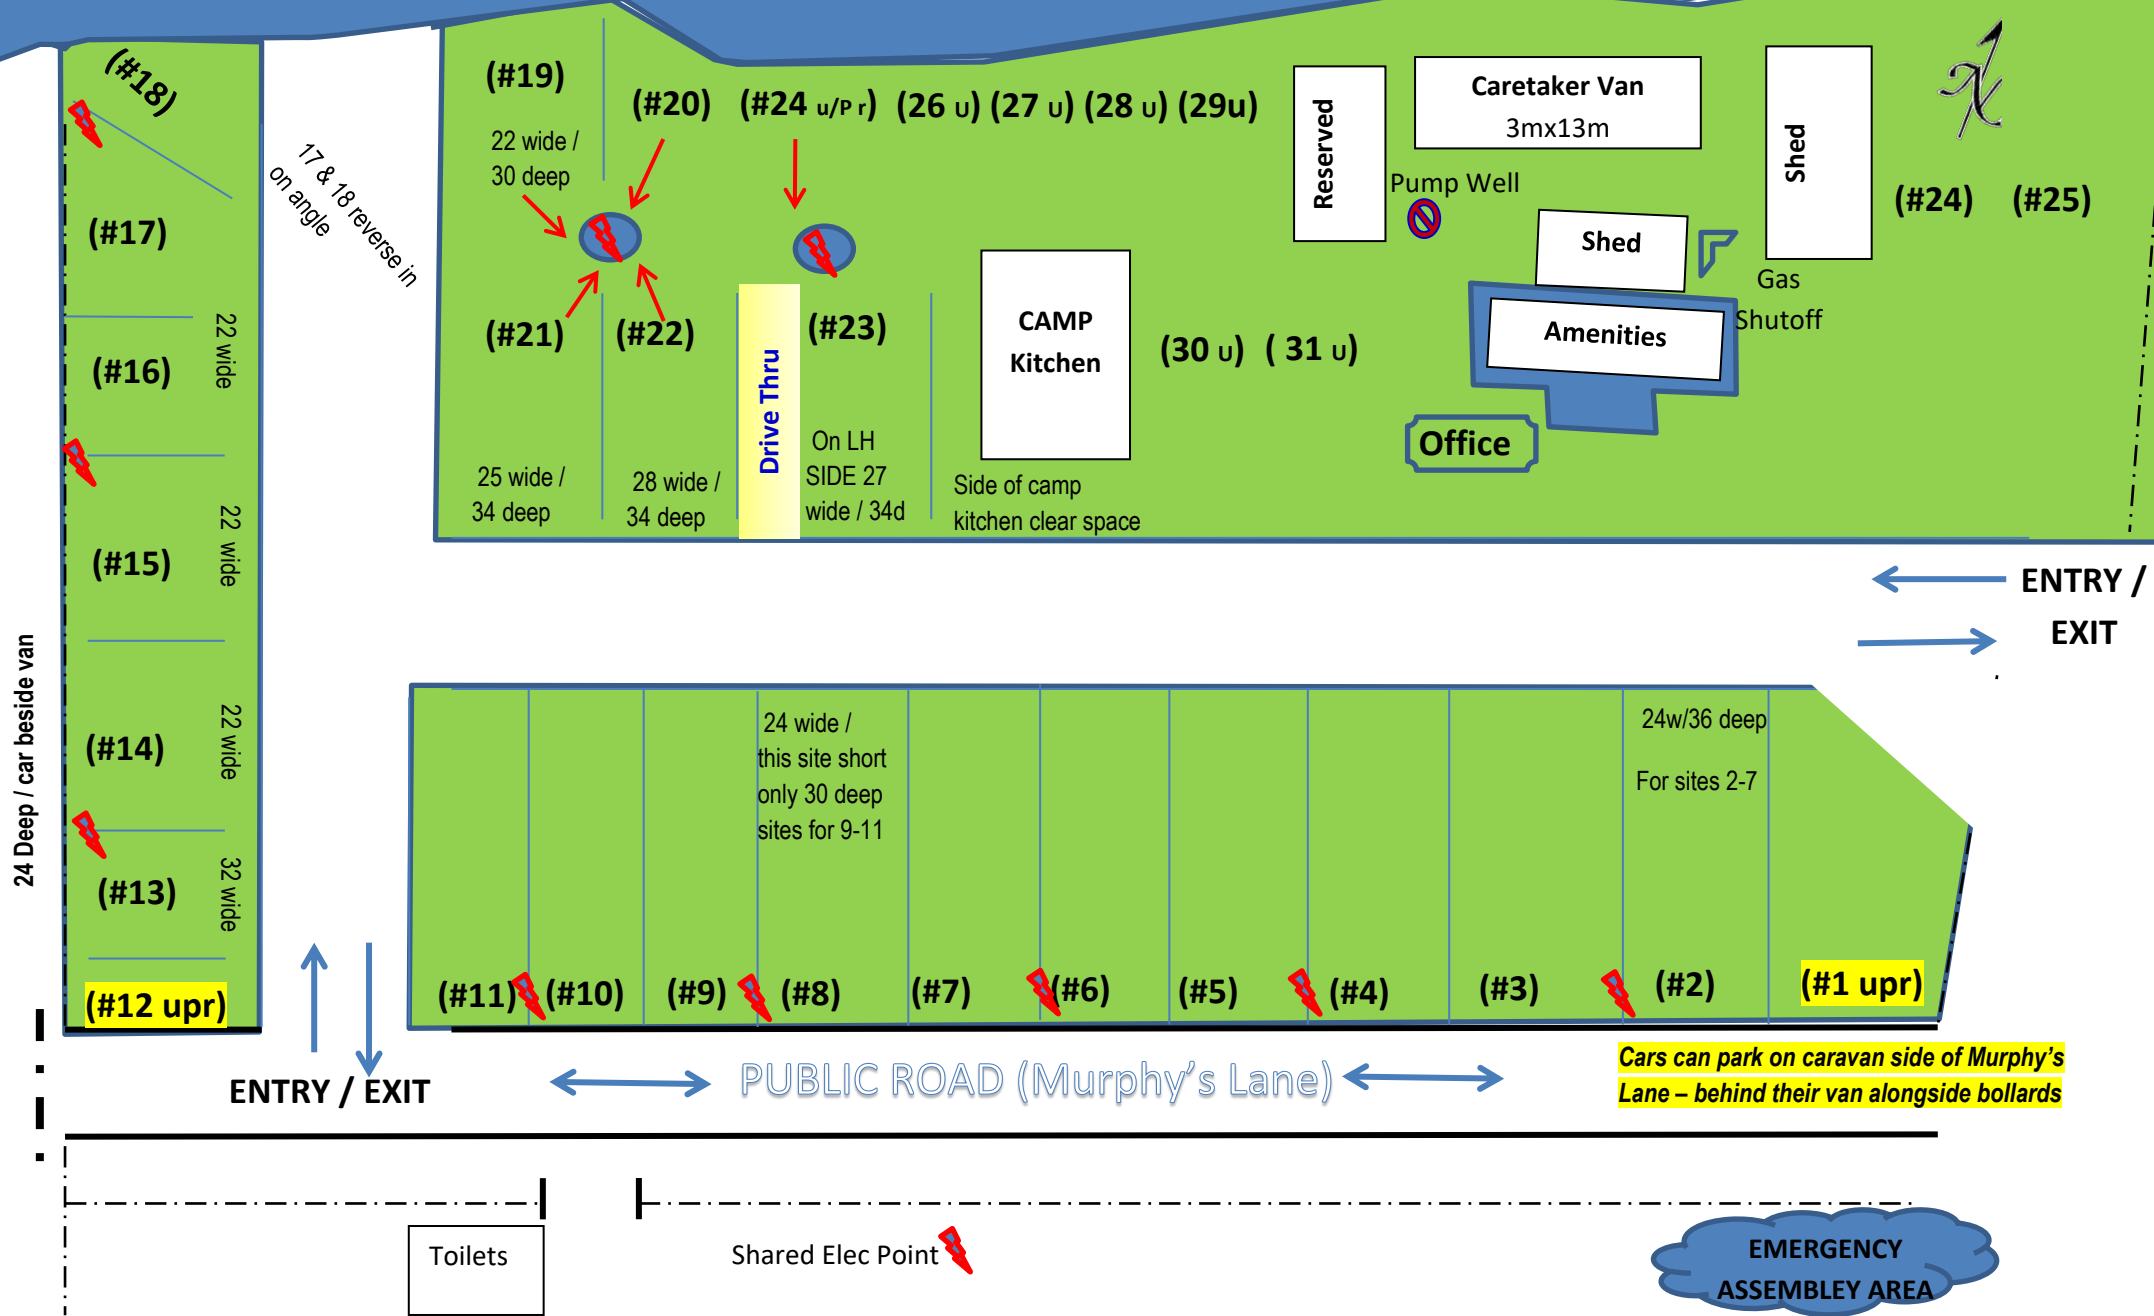 (#18)
(#17)
(#16)
(#15)
(#14)
(#13)
(#12 upr)
22 wide
22 wide
22 wide
32 wide
24 Deep / car beside van
17 & 18 reverse in
on angle
(#19)
22 wide /
30 deep
(#20)
(#24 u/P r)
(26 U) (27 U) (28 U) (29u)
Reserved
Caretaker Van
3mx13m
Shed
N
Pump Well
(#24)
(#25)
Shed
Gas
Shutoff
Amenities
(#21)
(#22)
(#23)
Drive Thru
CAMP
Kitchen
(30 U)
( 31 U)
Office
25 wide /
34 deep
28 wide /
34 deep
On LH
SIDE 27
wide / 34d
Side of camp
kitchen clear space
ENTRY /
EXIT
24 wide /
this site short
only 30 deep
sites for 9-11
24w/36 deep
For sites 2-7
(#11)
(#10)
(#9)
(#8)
(#7)
(#6)
(#5)
(#4)
(#3)
(#2)
(#1 upr)
ENTRY / EXIT
PUBLIC ROAD (Murphy's Lane)
Cars can park on caravan side of Murphy's
Lane – behind their van alongside bollards
Toilets
Shared Elec Point
EMERGENCY
ASSEMBLEY AREA